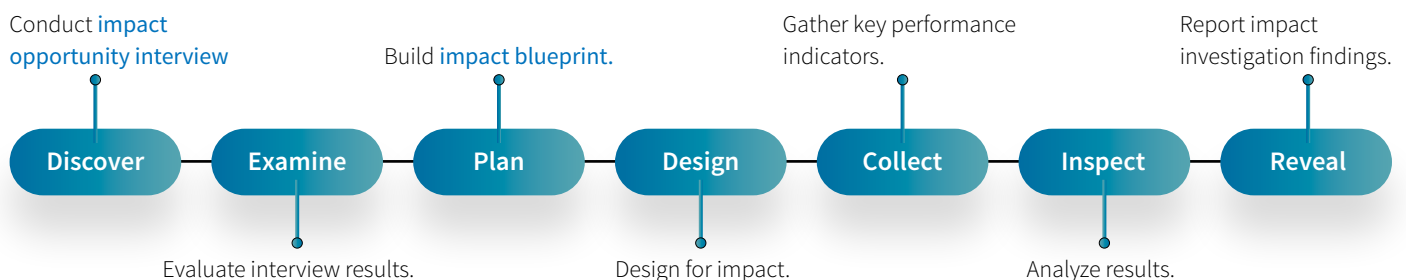 Conduct impact
opportunity interview
Build impact blueprint.
Gather key performance
indicators.
Report impact
investigation findings.
Discover
Examine
Plan
Design
Collect
Inspect
Reveal
Evaluate interview results.
Design for impact.
Analyze results.